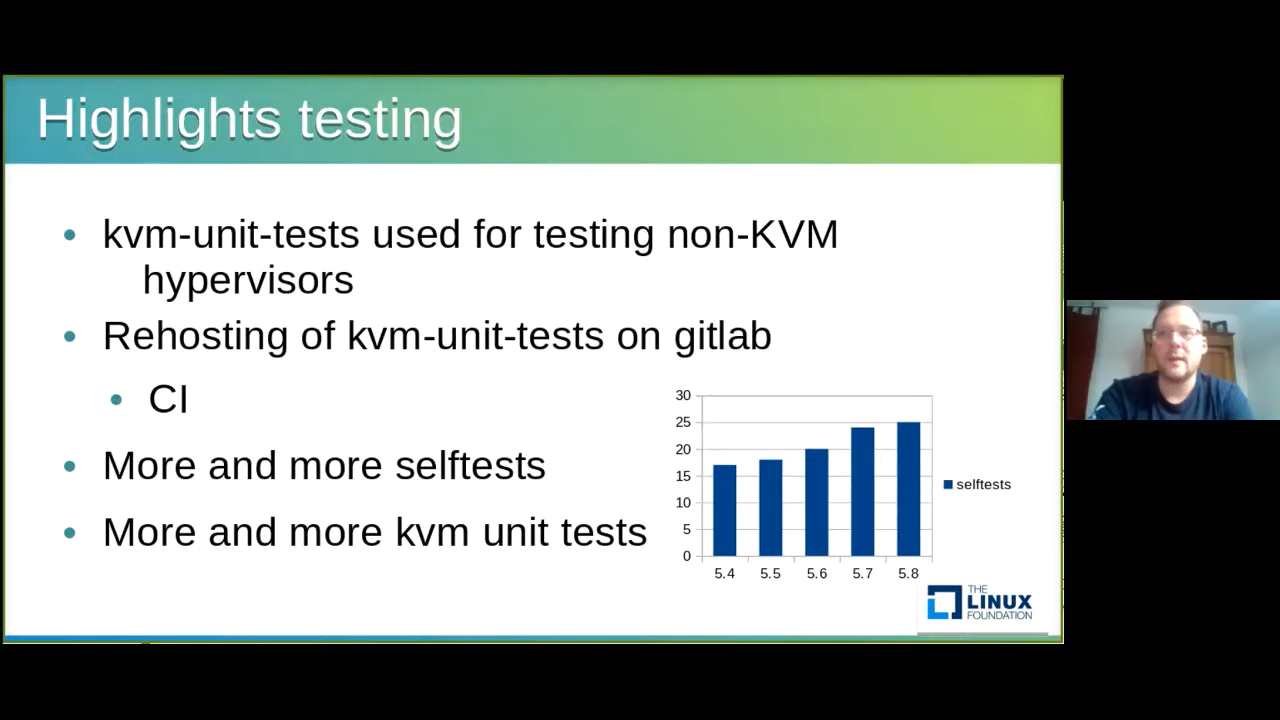 Highlights testing
• kvm-unit-tests used for testing non-KVM
hypervisors
• Rehosting of kvm-unit-tests on gitlab
• CI
• More and more selftests
• More and more kvm unit tests
30
25
20
15
10
5
0
5.4 5.5 5.6 5.7 5.8
selftests
THE
LINUX
FOUNDATION